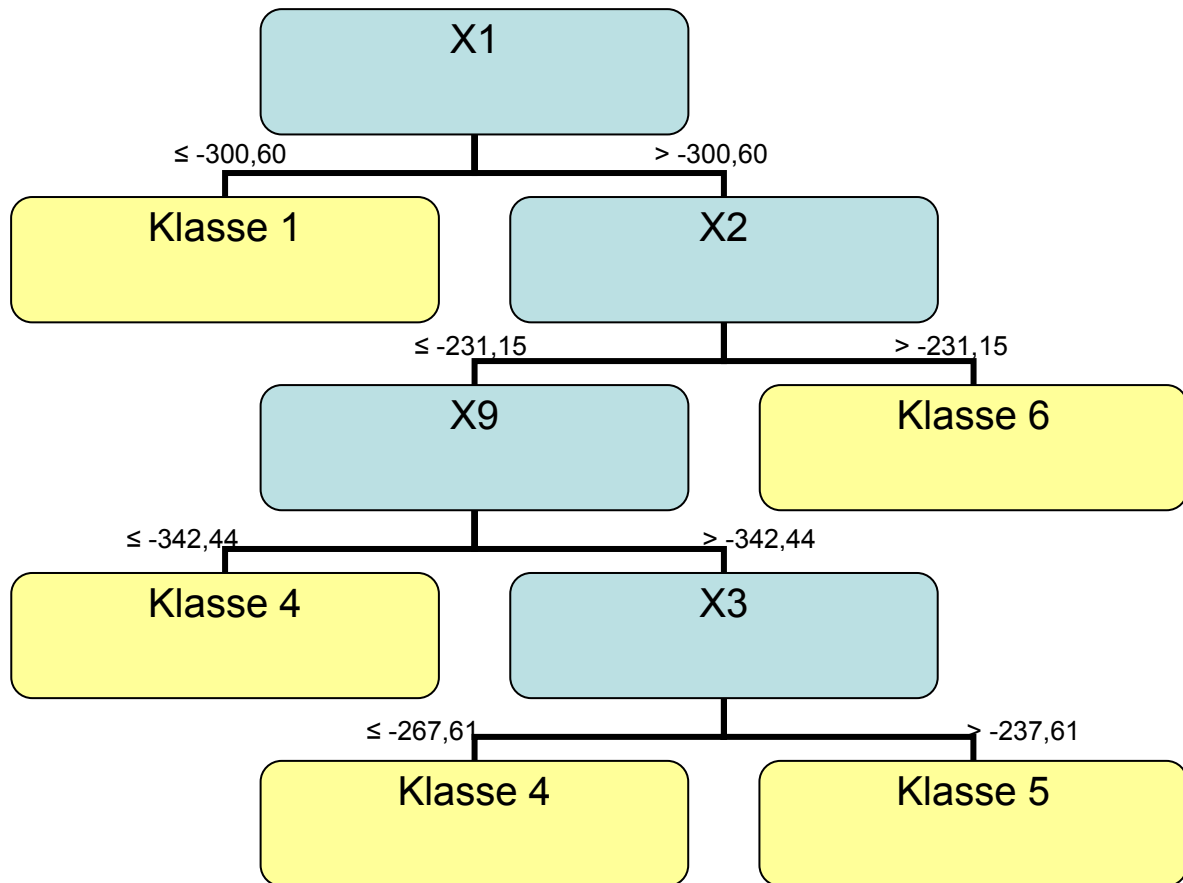 X1
≤ -300,60
> -300,60
Klasse 1
X2
≤ -231,15
> -231,15
X9
Klasse 6
≤ -342,44
> -342,44
Klasse 4
X3
≤ -267,61
> -237,61
Klasse 4
Klasse 5